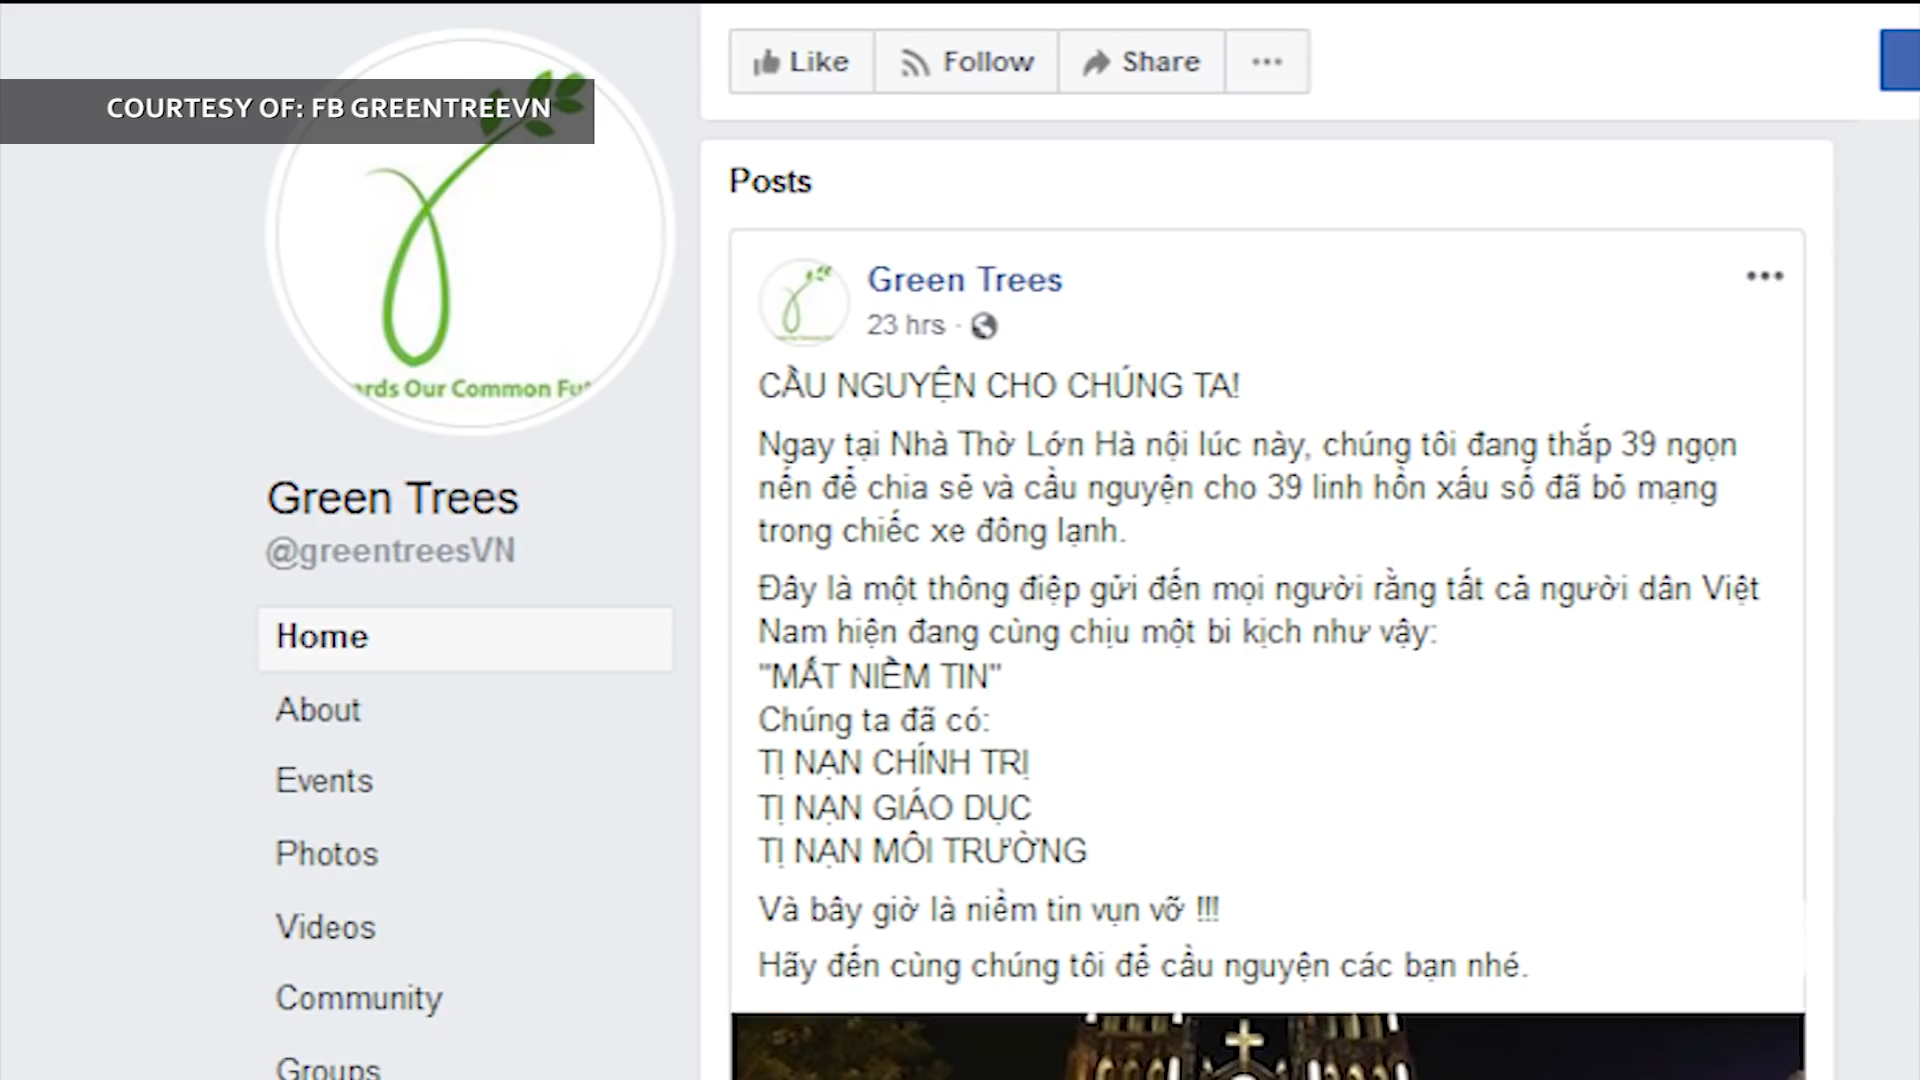 COURTESY OF: FB GREENTREEVN
Our Common
Green Trees
@greentreesVN
Home
About
Events
Photos
Videos
Community
Groups
Like
Follow
Share
Posts
Green Trees
23 hrs ·
CẦU NGUYỆN CHO CHÚNG TA!
Ngay tại Nhà Thờ Lớn Hà nội lúc này, chúng tôi đang thắp 39 ngọn
nến để chia sẻ và cầu nguyện cho 39 linh hồn xấu số đã bỏ mạng
trong chiếc xe đông lạnh.
Đây là một thông điệp gửi đến mọi người rằng tất cả người dân Việt
Nam hiện đang cùng chịu một bi kịch như vậy:
"MẤT NIỀM TIN"
Chúng ta đã có:
TỊ NẠN CHÍNH TRỊ
TỊ NẠN GIÁO DỤC
TỊ NẠN MÔI TRƯỜNG
Và bây giờ là niềm tin vụn vỡ !!!
Hãy đến cùng chúng tôi để cầu nguyện các bạn nhé.